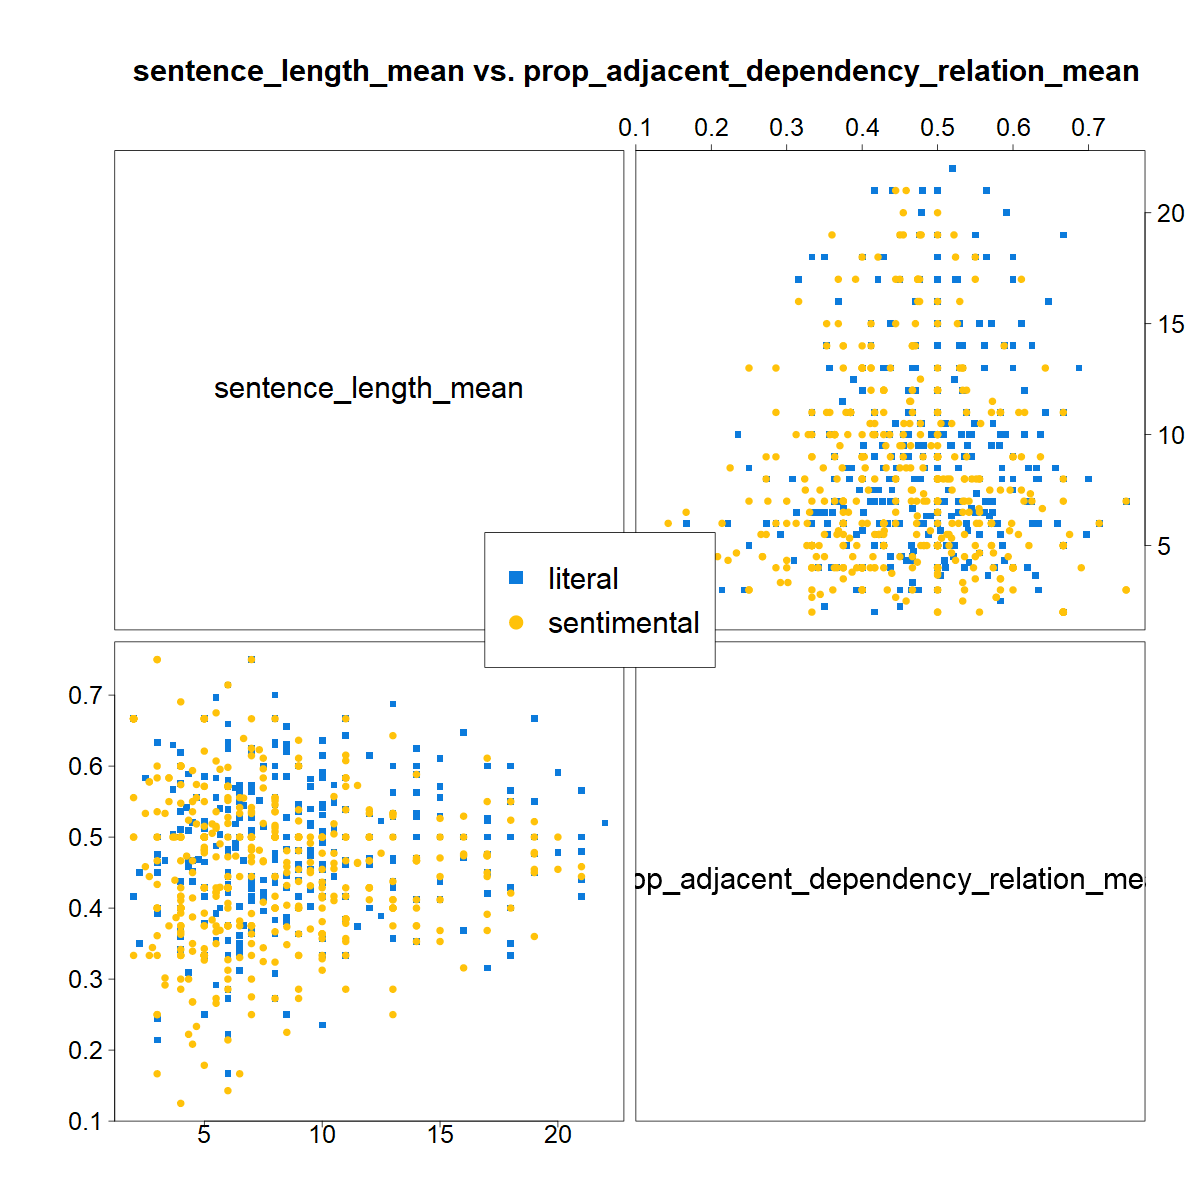 sentence_length_mean vs. prop_adjacent_dependency_relation_mean
0.1 0.2 0.3 0.4 0.5 0.6 0.7
20
sentence_length_mean
15
10
5
literal
sentimental
0.7
0.6
0.5
op_adjacent_dependency_relation_me
0.4
0.3
0.2
0.1
5 10 15 20